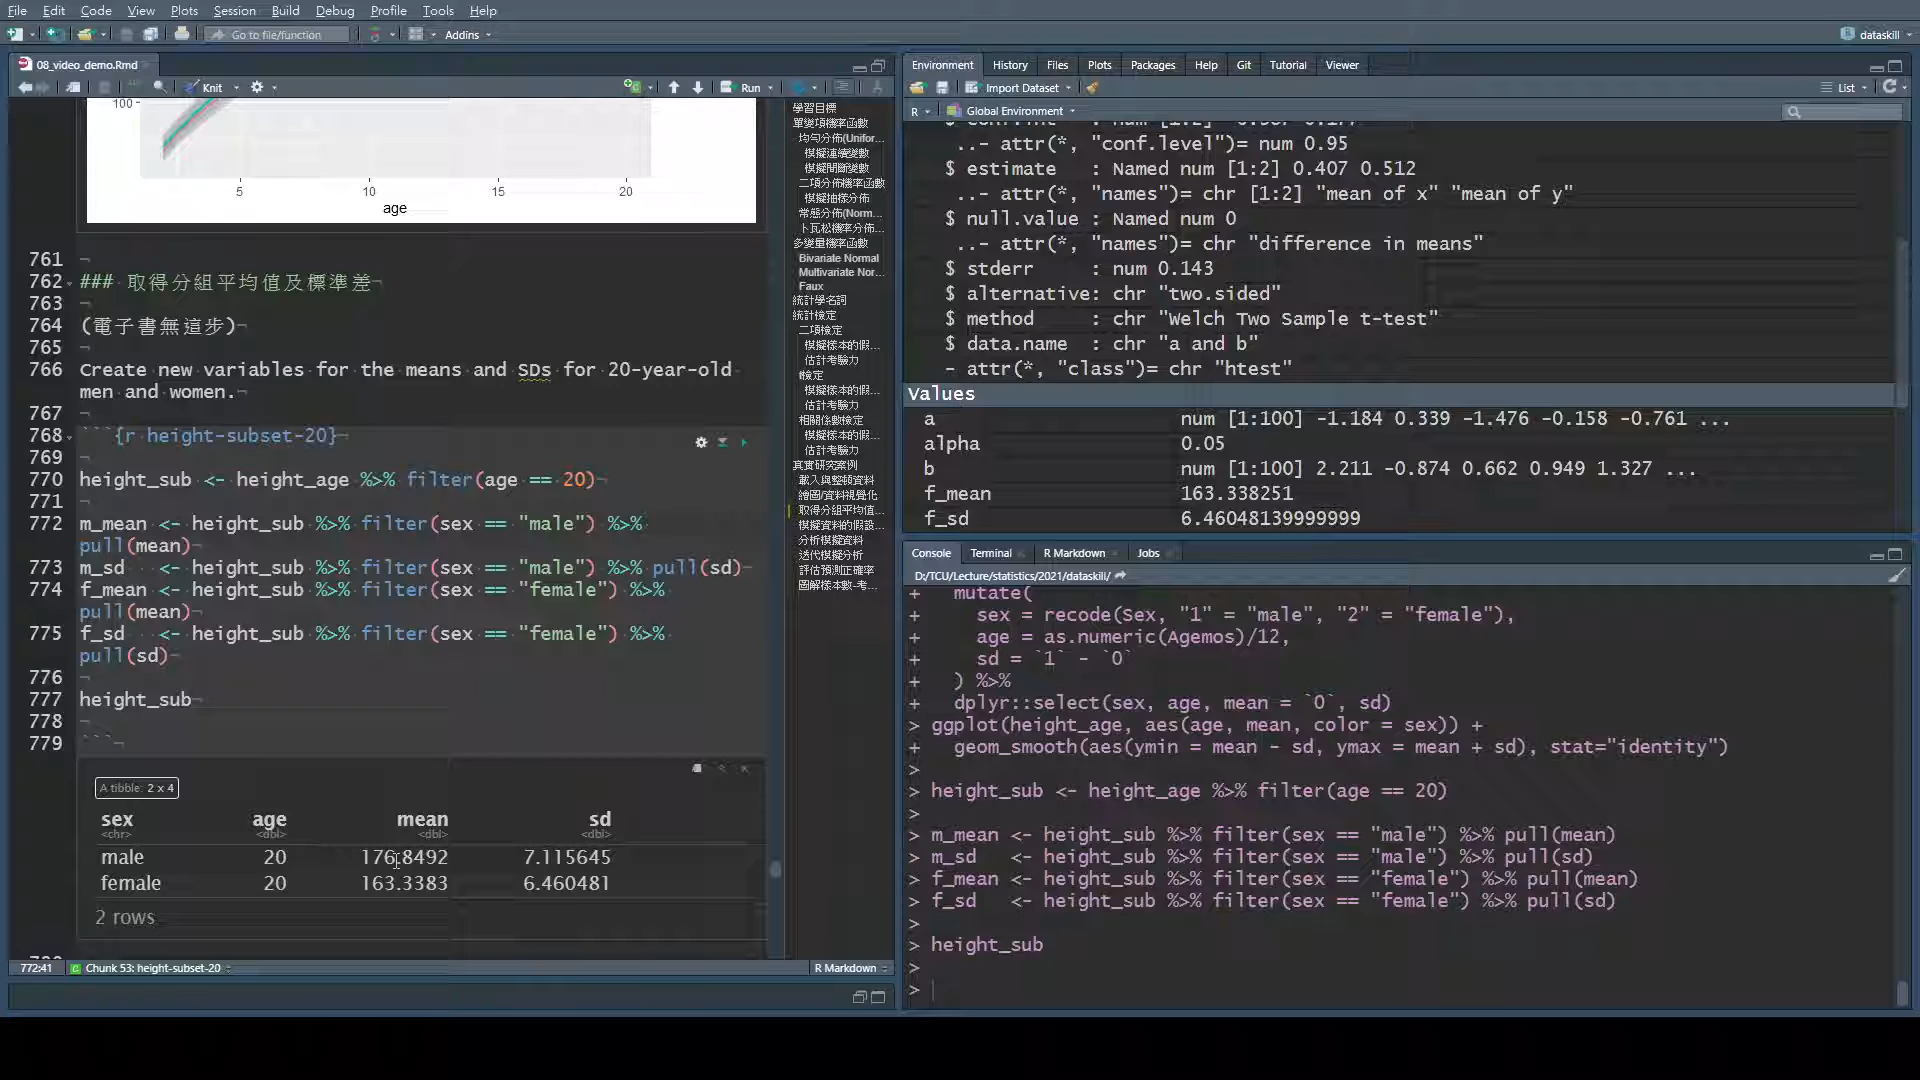 File Edit Code View Plots Session Build Debug Profile Tools Help
Go to file/function Addins dataskill
08_video_demo.Rmd
Knit Run
100
5 10 15 20
age
761
762 ### 取得分組平均值及標準差
763
764 (電子書無這步)
765
766 Create new variables for the means and SDs for 20-year-old
men and women.
767
768 ```{r height-subset-20}
769
770 height_sub <- height_age %>% filter(age == 20)
771
772 m_mean <- height_sub %>% filter(sex == "male") %>%
pull(mean)
773 m_sd <- height_sub %>% filter(sex == "male") %>% pull(sd)
774 f_mean <- height_sub %>% filter(sex == "female") %>%
pull(mean)
775 f_sd <- height_sub %>% filter(sex == "female") %>%
pull(sd)
776
777 height_sub
778
779 ```
A tibble: 2 x 4
sex age mean sd
<chr> <dbl> <dbl> <dbl>
male 20 176.8492 7.115645
female 20 163.3383 6.460481
2 rows
772:41 Chunk 53: height-subset-20 R Markdown
學習目標
單變項機率函數
均勻分佈(Unifor...
模擬連續變數
模擬間斷變數
二項分佈機率函數
模擬抽樣分佈
常態分佈(Norm...
卜瓦松機率分佈...
多變量機率函數
Bivariate Normal
Multivariate Nor...
Faux
統計學名詞
統計檢定
二項檢定
模擬樣本的假...
估計考驗力
t檢定
模擬樣本的假...
估計考驗力
相關係數檢定
模擬樣本的假...
估計考驗力
真實研究案例
載入與整頓資料
繪圖/資料視覺化
取得分組平均值...
模擬資料的假設...
分析模擬資料
迭代模擬分析
評估預測正確率
圖解樣本數-考...
Environment History Files Plots Packages Help Git Tutorial Viewer
Import Dataset List
R Global Environment
..- attr(*, "conf.level")= num 0.95
$ estimate : Named num [1:2] 0.407 0.512
..- attr(*, "names")= chr [1:2] "mean of x" "mean of y"
$ null.value : Named num 0
..- attr(*, "names")= chr "difference in means"
$ stderr : num 0.143
$ alternative: chr "two.sided"
$ method : chr "Welch Two Sample t-test"
$ data.name : chr "a and b"
- attr(*, "class")= chr "htest"
Values
a num [1:100] -1.184 0.339 -1.476 -0.158 -0.761 ...
alpha 0.05
b num [1:100] 2.211 -0.874 0.662 0.949 1.327 ...
f_mean 163.338251
f_sd 6.46048139999999
Console Terminal R Markdown Jobs
D:/TCU/Lecture/statistics/2021/dataskill/
+ mutate(
+ sex = recode(Sex, "1" = "male", "2" = "female"),
+ age = as.numeric(Agemos)/12,
+ sd = `1` - `0`
+ ) %>%
+ dplyr::select(sex, age, mean = `0`, sd)
> ggplot(height_age, aes(age, mean, color = sex)) +
+ geom_smooth(aes(ymin = mean - sd, ymax = mean + sd), stat="identity")
>
> height_sub <- height_age %>% filter(age == 20)
>
> m_mean <- height_sub %>% filter(sex == "male") %>% pull(mean)
> m_sd <- height_sub %>% filter(sex == "male") %>% pull(sd)
> f_mean <- height_sub %>% filter(sex == "female") %>% pull(mean)
> f_sd <- height_sub %>% filter(sex == "female") %>% pull(sd)
>
> height_sub
>
>